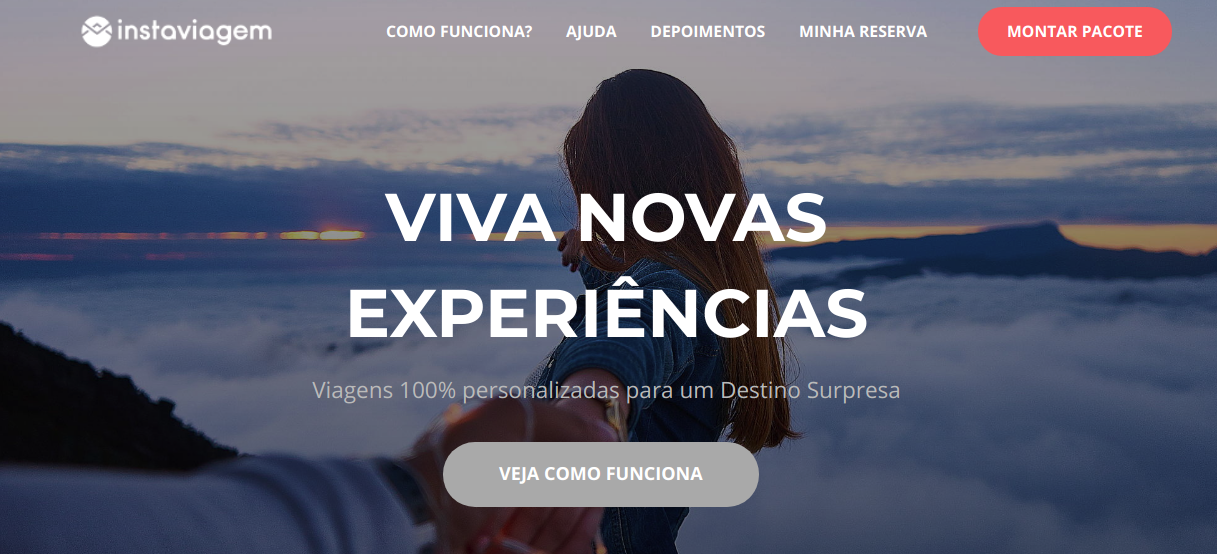 instaviagem
COMO FUNCIONA?
AJUDA
DEPOIMENTOS
MINHA RESERVA
MONTAR PACOTE
VIVA NOVAS
EXPERIÊNCIAS
Viagens 100% personalizadas para um Destino Surpresa
VEJA COMO FUNCIONA